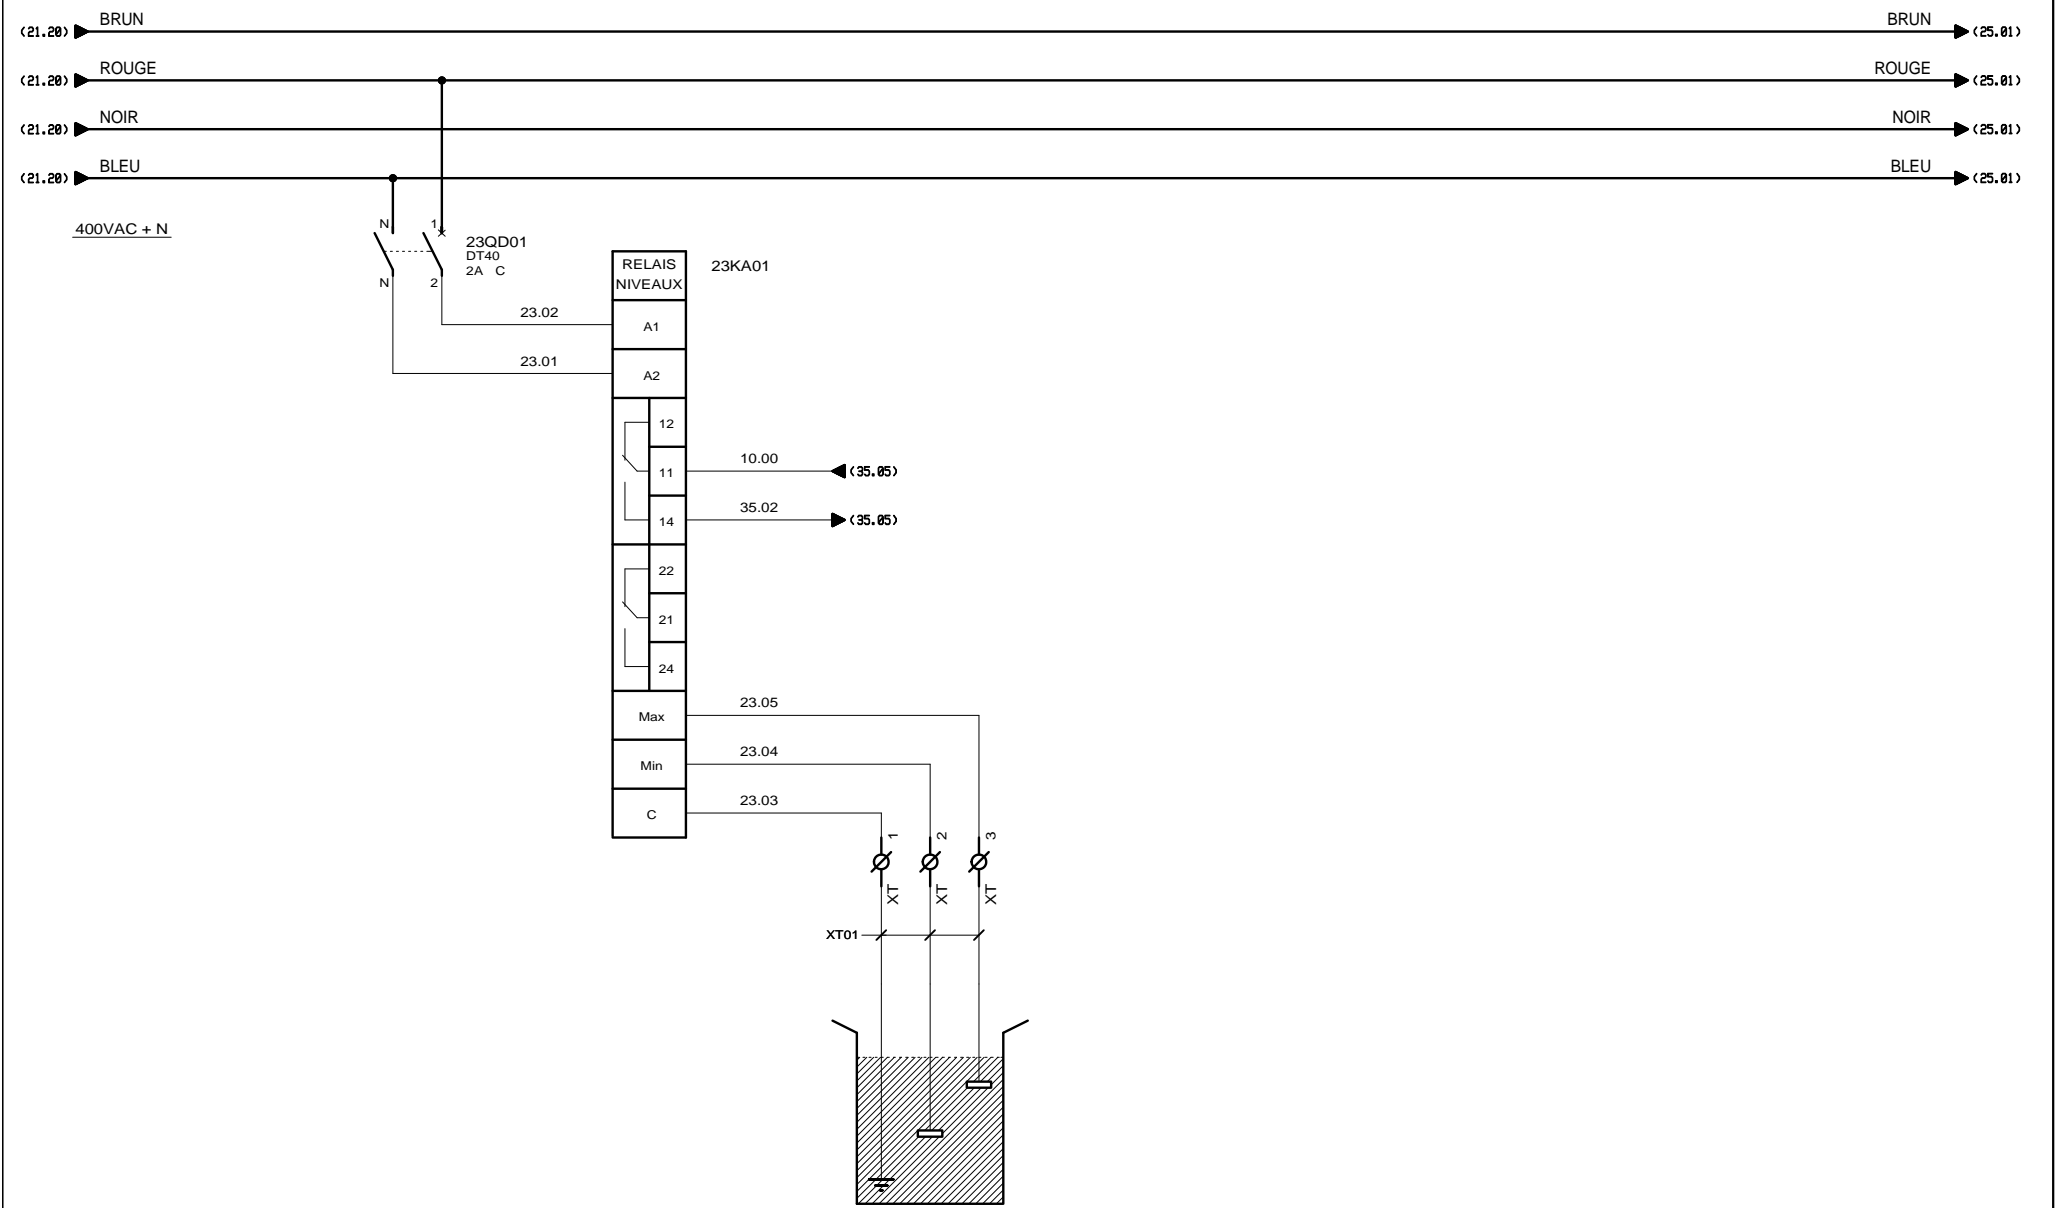 BRUN BRUN
(21.20) (25.01)
ROUGE ROUGE
(21.20) (25.01)
NOIR NOIR
(21.20) (25.01)
BLEU BLEU
(21.20) (25.01)
400VAC + N
N 1
23QD01
DT40
2A C
N 2
RELAIS
NIVEAUX
23KA01
23.02
A1
23.01
A2
12
10.00
11
(35.05)
35.02
14
(35.05)
22
21
24
23.05
Max
23.04
Min
23.03
C
1 2 3
XT XT XT
XT01